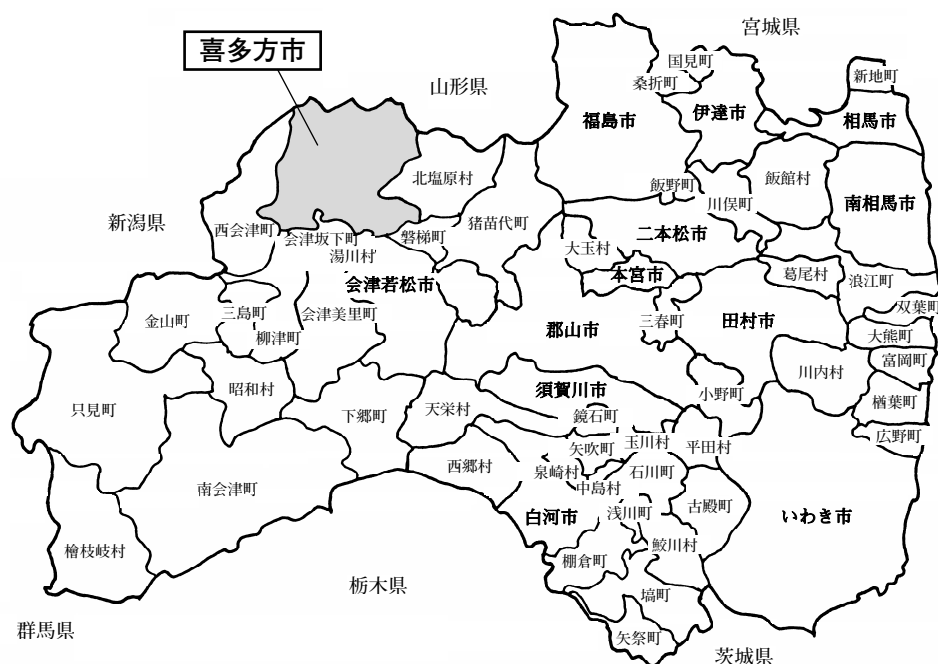 宮城県
喜多方市
国見町
新地町
山形県
桑折町
伊達市
相馬市
福島市
北塩原村
飯野町
飯館村
川俣町
南相馬市
新潟県
西会津町
会津坂下町
磐梯町
猪苗代町
湯川村
二本松市
大玉村
会津若松市
本宮市
葛尾村
浪江町
双葉町
金山町
三島町
会津美里町
郡山市
三春町
田村市
大熊町
柳津町
富岡町
川内村
昭和村
須賀川市
小野町
楢葉町
只見町
下郷町
天栄村
鏡石町
広野町
矢吹町
玉川村
平田村
西郷村
泉崎村
石川町
南会津町
中島村
白河市
浅川町
古殿町
いわき市
檜枝岐村
鮫川村
棚倉町
栃木県
塙町
群馬県
矢祭町
茨城県